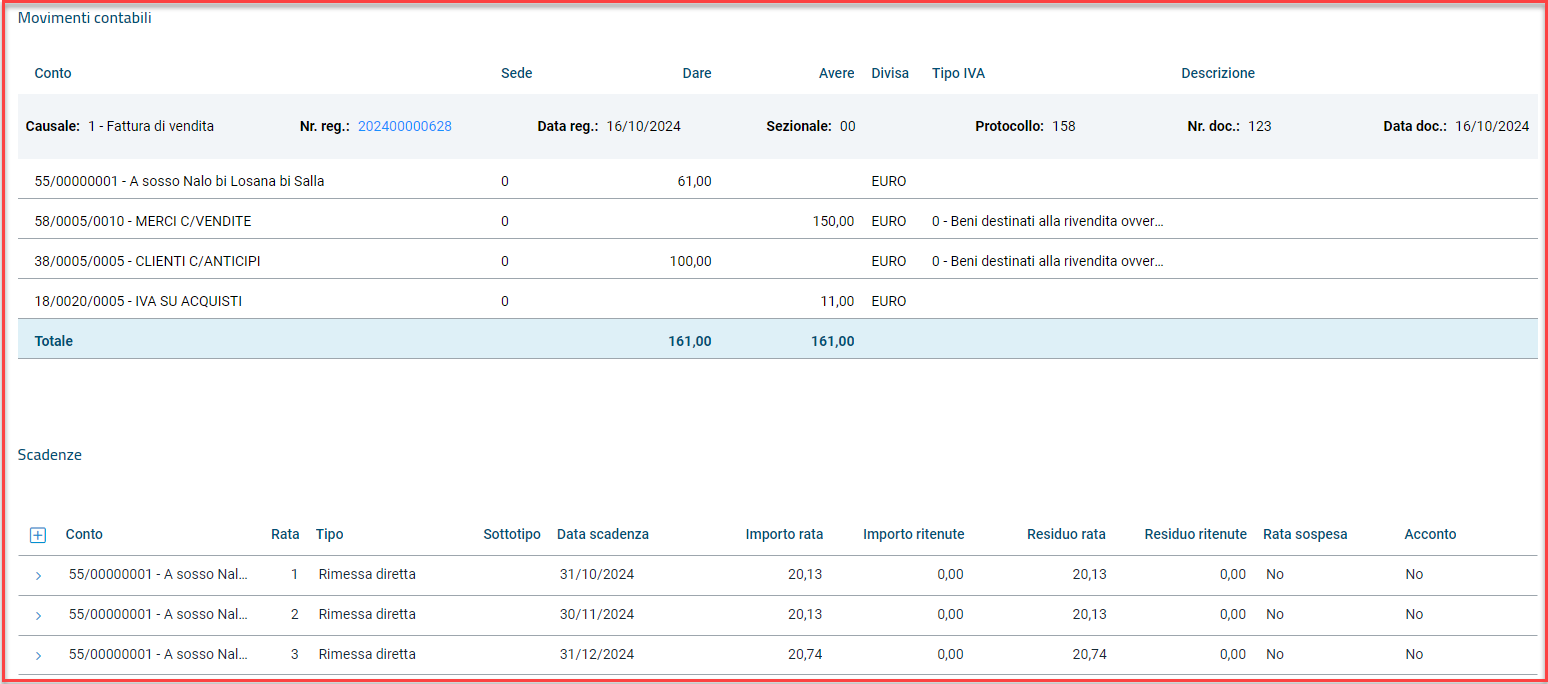 Movimenti contabili
Conto Sede Dare Avere Divisa Tipo IVA Descrizione
Causale: 1 - Fattura di vendita Nr. reg.: 202400000628 Data reg.: 16/10/2024 Sezionale: 00 Protocollo: 158 Nr. doc.: 123 Data doc.: 16/10/2024
55/00000001 - A sosso Nalo bi Losana bi Salla 0 61,00 EURO
58/0005/0010 - MERCI C/VENDITE 0 150,00 EURO 0 - Beni destinati alla rivendita ovver...
38/0005/0005 - CLIENTI C/ANTICIPI 0 100,00 EURO 0 - Beni destinati alla rivendita ovver...
18/0020/0005 - IVA SU ACQUISTI 0 11,00 EURO
Totale 161,00 161,00
Scadenze
Conto Rata Tipo Sottotipo Data scadenza Importo rata Importo ritenute Residuo rata Residuo ritenute Rata sospesa Acconto
55/00000001 - A sosso Nal... 1 Rimessa diretta 31/10/2024 20,13 0,00 20,13 0,00 No No
55/00000001 - A sosso Nal... 2 Rimessa diretta 30/11/2024 20,13 0,00 20,13 0,00 No No
55/00000001 - A sosso Nal... 3 Rimessa diretta 31/12/2024 20,74 0,00 20,74 0,00 No No